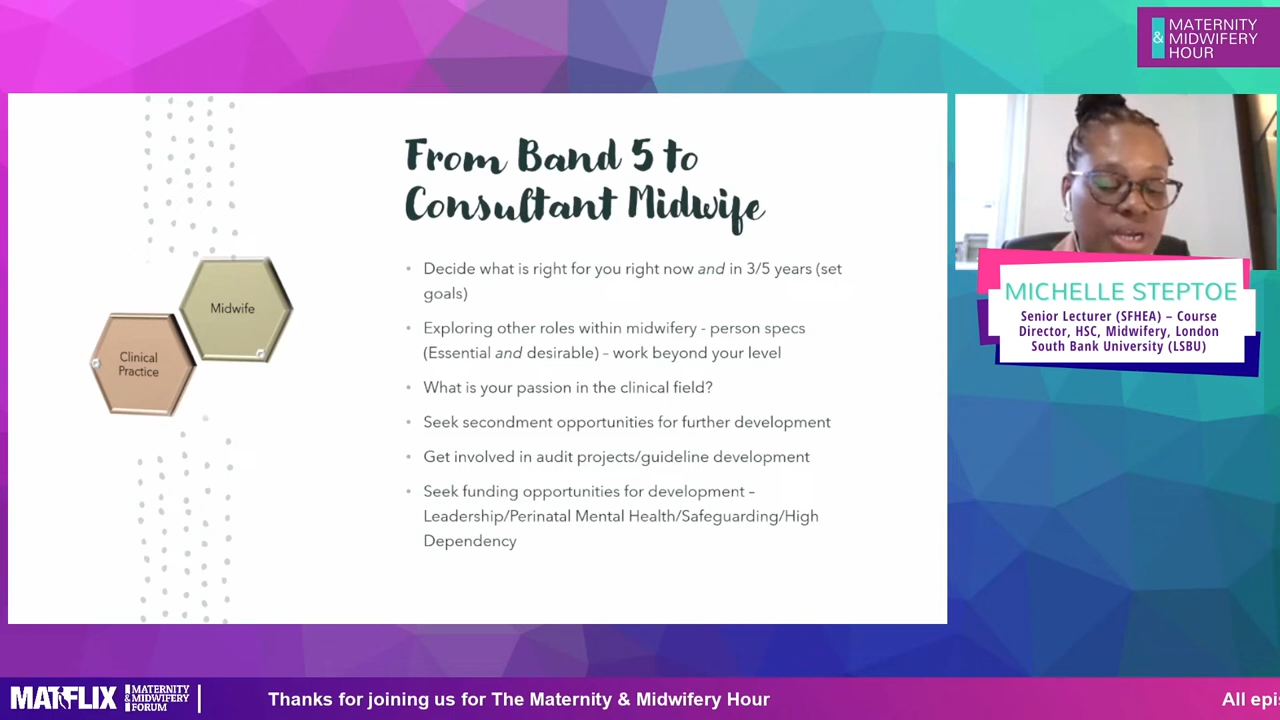 MATERNITY
& MIDWIFERY
HOUR
From Band 5 to
Consultant Midwife
• Decide what is right for you right now and in 3/5 years (set
goals)
• Exploring other roles within midwifery - person specs
(Essential and desirable) – work beyond your level
• What is your passion in the clinical field?
• Seek secondment opportunities for further development
• Get involved in audit projects/guideline development
• Seek funding opportunities for development –
Leadership/Perinatal Mental Health/Safeguarding/High
Dependency
Midwife
Clinical
Practice
MICHELLE STEPTOE
Senior Lecturer (SFHEA) – Course
Director, HSC, Midwifery, London
South Bank University (LSBU)
MATFLIX
MATERNITY
& MIDWIFERY
FORUM
Thanks for joining us for The Maternity & Midwifery Hour
All epi